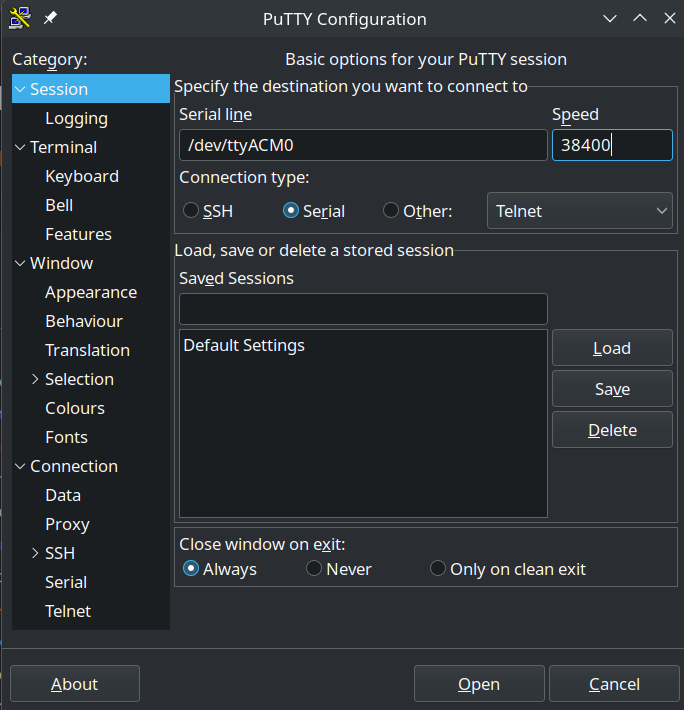 PuTTY Configuration
Category:
Session
Logging
Terminal
Keyboard
Bell
Features
Window
Appearance
Behaviour
Translation
Selection
Colours
Fonts
Connection
Data
Proxy
SSH
Serial
Telnet
Basic options for your PuTTY session
Specify the destination you want to connect to
Serial line
Speed
/dev/ttyACM0
38400
Connection type:
SSH
Serial
Other:
Telnet
Load, save or delete a stored session
Saved Sessions
Default Settings
Load
Save
Delete
Close window on exit:
Always
Never
Only on clean exit
About
Open
Cancel